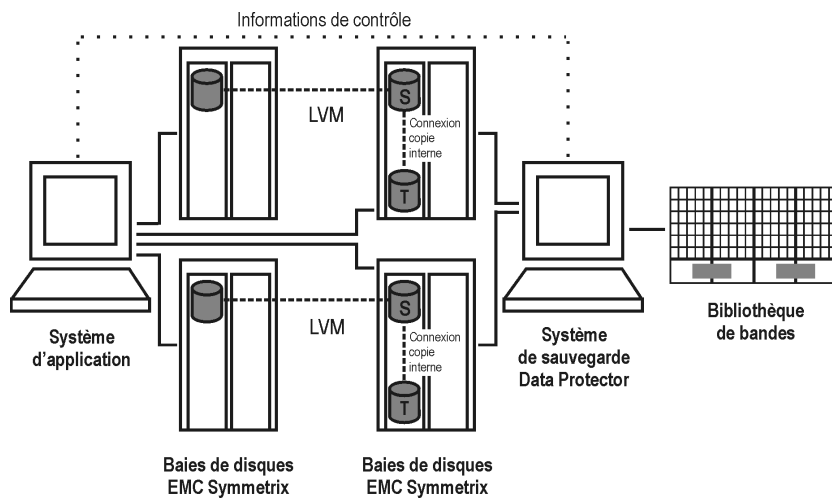 Informations de contrôle
LVM
S
Connexion
copie
interne
T
LVM
S
Connexion
copie
interne
T
Système
d'application
Système
de sauvegarde
Data Protector
Bibliothèque
de bandes
Baies de disques
EMC Symmetrix
Baies de disques
EMC Symmetrix